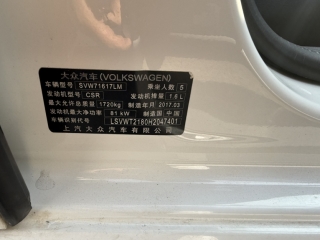 大众汽车(VOLKSWAGEN)
车辆型号 SVW71617LM 乘坐人数 5
发动机型号 CSR 发动机排量 1.6L
最大允许总质量 1720kg 制造年月 2017.03
发动机最大净功率 81kW 制造国 中国
车辆识别代号 LSVWT2180H2047401
上汽大众汽车有限公司